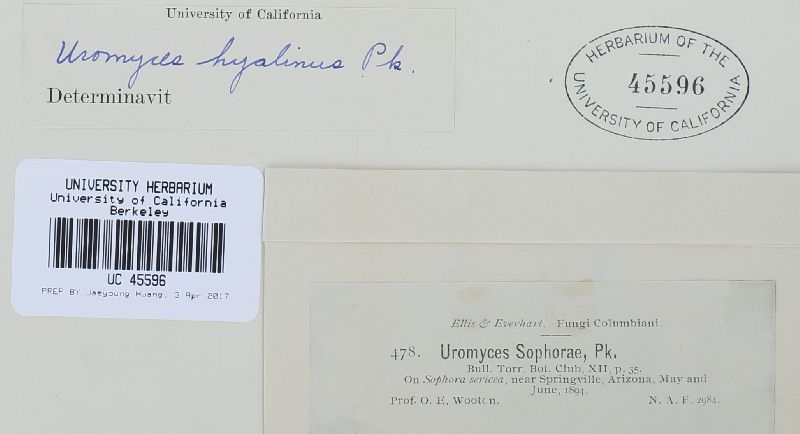 University of California
Uromyces hyalinus Pk.
Determinavit
HERBARIUM OF THE
45596
UNIVERSITY OF CALIFORNIA
UNIVERSITY HERBARIUM
University of California
Berkeley
UC 45596
PREP BY Jaeyoung Huang, 3 Apr 2017
Ellis & Everhart. Fungi Columbiani.
478. Uromyces Sophorae, Pk.
Bull. Torr. Bot. Club, XII, p. 35.
On Sophora sericea, near Springville, Arizona, May and
June, 1894.
Prof. O. E. Wooton. N. A. F. 2984.